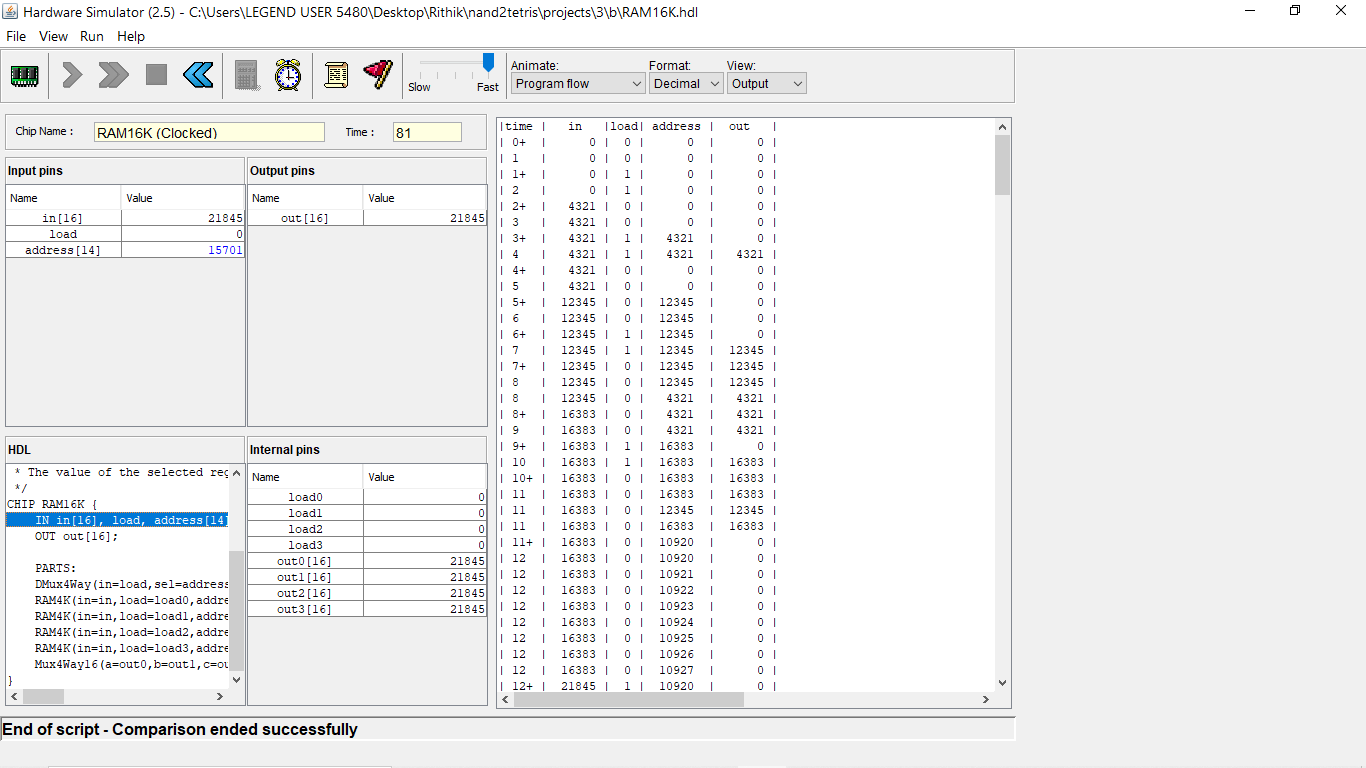 Hardware Simulator (2.5) - C:\Users\LEGEND USER 5480\Desktop\Rithik\nand2tetris\projects\3\b\RAM16K.hdl
File View Run Help
Slow Fast
Animate: Format: View:
Program flow Decimal Output
Chip Name : RAM16K (Clocked) Time : 81
Input pins
Name Value
in[16] 21845
load 0
address[14] 15701
Output pins
Name Value
out[16] 21845
HDL
* The value of the selected reg
*/
CHIP RAM16K {
IN in[16], load, address[14]
OUT out[16];
PARTS:
DMux4Way(in=load,sel=address
RAM4K(in=in,load=load0,addre
RAM4K(in=in,load=load1,addre
RAM4K(in=in,load=load2,addre
RAM4K(in=in,load=load3,addre
Mux4Way16(a=out0,b=out1,c=ou
}
Internal pins
Name Value
load0 0
load1 0
load2 0
load3 0
out0[16] 21845
out1[16] 21845
out2[16] 21845
out3[16] 21845
|time | in |load| address | out |
| 0+ | 0 | 0 | 0 | 0 |
| 1 | 0 | 0 | 0 | 0 |
| 1+ | 0 | 1 | 0 | 0 |
| 2 | 0 | 1 | 0 | 0 |
| 2+ | 4321 | 0 | 0 | 0 |
| 3 | 4321 | 0 | 0 | 0 |
| 3+ | 4321 | 1 | 4321 | 0 |
| 4 | 4321 | 1 | 4321 | 4321 |
| 4+ | 4321 | 0 | 0 | 0 |
| 5 | 4321 | 0 | 0 | 0 |
| 5+ | 12345 | 0 | 12345 | 0 |
| 6 | 12345 | 0 | 12345 | 0 |
| 6+ | 12345 | 1 | 12345 | 0 |
| 7 | 12345 | 1 | 12345 | 12345 |
| 7+ | 12345 | 0 | 12345 | 12345 |
| 8 | 12345 | 0 | 12345 | 12345 |
| 8 | 12345 | 0 | 4321 | 4321 |
| 8+ | 16383 | 0 | 4321 | 4321 |
| 9 | 16383 | 0 | 4321 | 4321 |
| 9+ | 16383 | 1 | 16383 | 0 |
| 10 | 16383 | 1 | 16383 | 16383 |
| 10+ | 16383 | 0 | 16383 | 16383 |
| 11 | 16383 | 0 | 16383 | 16383 |
| 11 | 16383 | 0 | 12345 | 12345 |
| 11 | 16383 | 0 | 16383 | 16383 |
| 11+ | 16383 | 0 | 10920 | 0 |
| 12 | 16383 | 0 | 10920 | 0 |
| 12 | 16383 | 0 | 10921 | 0 |
| 12 | 16383 | 0 | 10922 | 0 |
| 12 | 16383 | 0 | 10923 | 0 |
| 12 | 16383 | 0 | 10924 | 0 |
| 12 | 16383 | 0 | 10925 | 0 |
| 12 | 16383 | 0 | 10926 | 0 |
| 12 | 16383 | 0 | 10927 | 0 |
| 12+ | 21845 | 1 | 10920 | 0 |
End of script - Comparison ended successfully